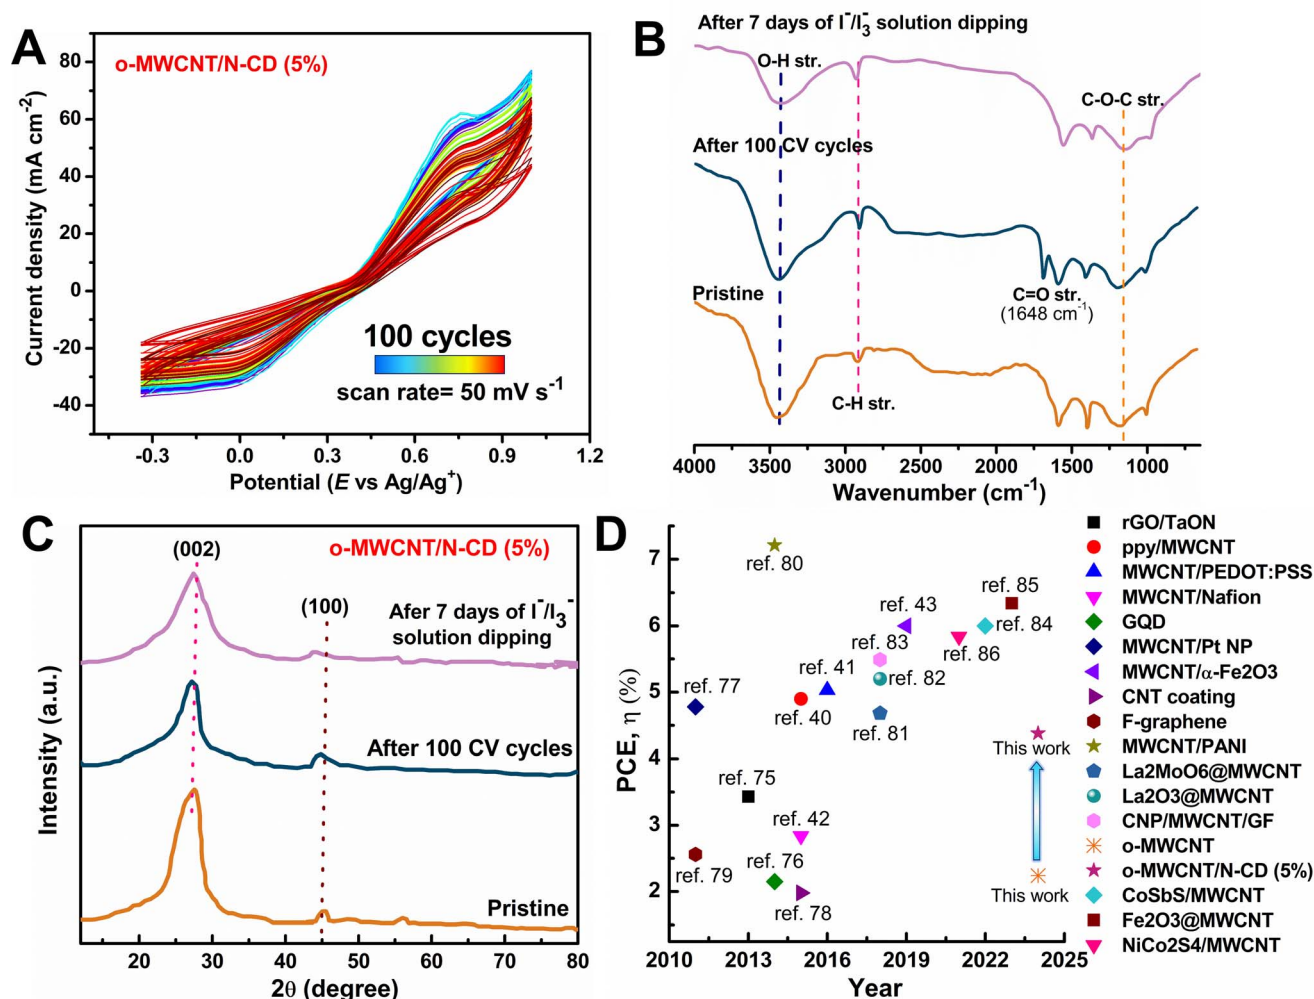 A
o-MWCNT/N-CD (5%)
80
60
40
20
0
-20
-40
Current density (mA cm⁻²)
100 cycles
scan rate= 50 mV s⁻¹
-0.3
0.0
0.3
0.6
0.9
1.2
Potential (E vs Ag/Ag⁺)
B
After 7 days of I⁻/I₃⁻ solution dipping
O-H str.
C-O-C str.
After 100 CV cycles
C=O str.
(1648 cm⁻¹)
Pristine
C-H str.
4000
3500
3000
2500
2000
1500
1000
Wavenumber (cm⁻¹)
C
(002)
o-MWCNT/N-CD (5%)
(100)
Afer 7 days of I⁻/I₃⁻
solution dipping
After 100 CV cycles
Pristine
Intensity (a.u.)
20
30
40
50
60
70
80
2θ (degree)
D
7
6
5
4
3
2
PCE, η (%)
ref. 80
ref. 85
ref. 43
ref. 84
ref. 83
ref. 86
ref. 41
ref. 82
ref. 77
ref. 40
ref. 81
This work
ref. 75
ref. 42
ref. 79
ref. 76
This work
ref. 78
2010
2013
2016
2019
2022
2025
Year
rGO/TaON
ppy/MWCNT
MWCNT/PEDOT:PSS
MWCNT/Nafion
GQD
MWCNT/Pt NP
MWCNT/α-Fe2O3
CNT coating
F-graphene
MWCNT/PANI
La2MoO6@MWCNT
La2O3@MWCNT
CNP/MWCNT/GF
o-MWCNT
o-MWCNT/N-CD (5%)
CoSbS/MWCNT
Fe2O3@MWCNT
NiCo2S4/MWCNT